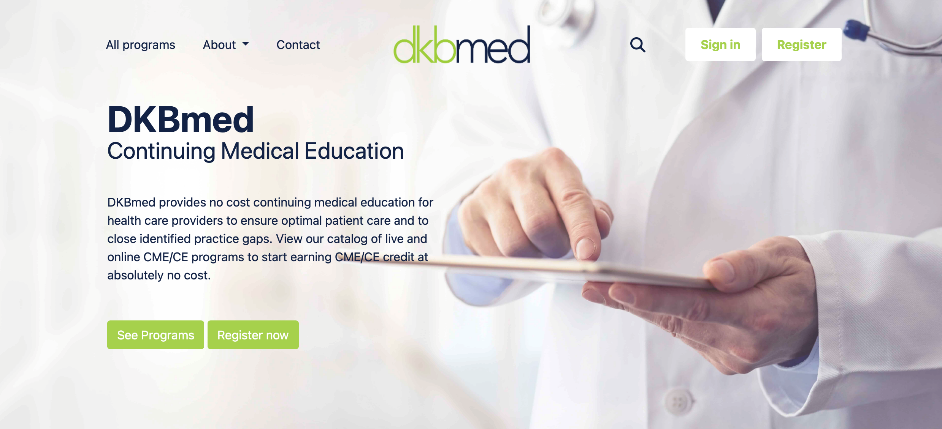 All programs
About
Contact
dkbmed
Sign in
Register
DKBmed
Continuing Medical Education
DKBmed provides no cost continuing medical education for
health care providers to ensure optimal patient care and to
close identified practice gaps. View our catalog of live and
online CME/CE programs to start earning CME/CE credit at
absolutely no cost.
See Programs
Register now